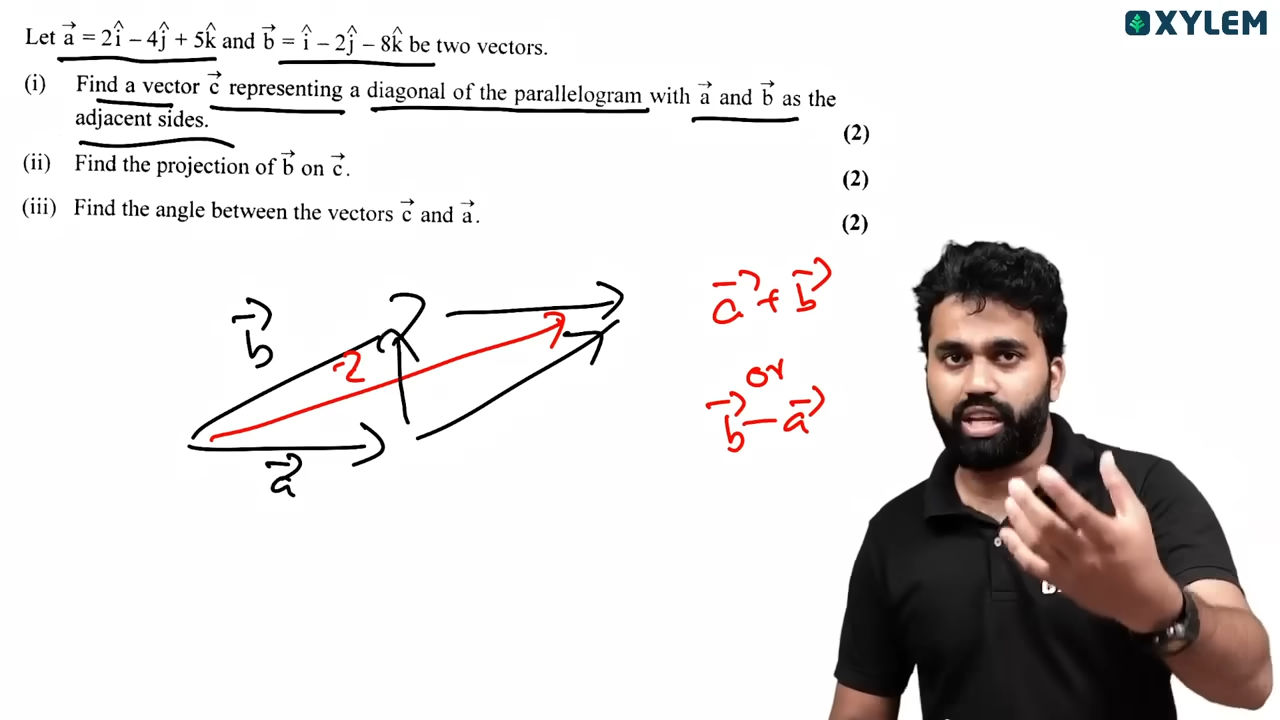 XYLEM
Let a⃗ = 2î – 4ĵ + 5k̂ and b⃗ = î – 2ĵ – 8k̂ be two vectors.
(i) Find a vector c⃗ representing a diagonal of the parallelogram with a⃗ and b⃗ as the
adjacent sides.
(2)
(ii) Find the projection of b⃗ on c⃗. (2)
(iii) Find the angle between the vectors c⃗ and a⃗. (2)
b⃗
a⃗
a⃗ + b⃗
or
b⃗ – a⃗